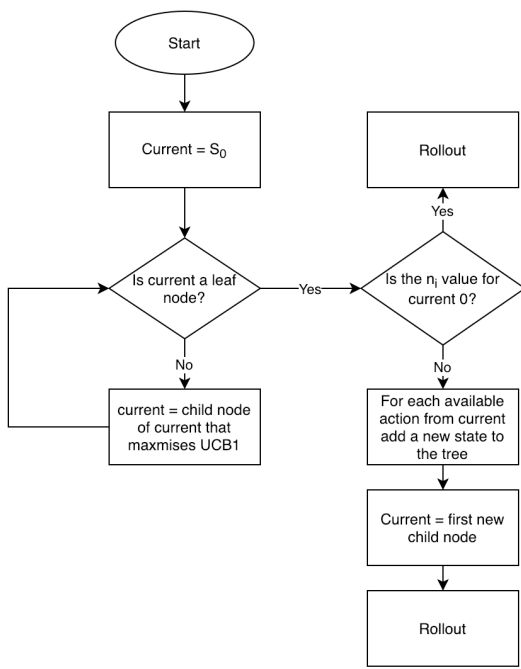 Start
Current = S₀
Rollout
Yes
Is current a leaf
node?
Yes
Is the nᵢ value for
current 0?
No
No
current = child node
of current that
maxmises UCB1
For each available
action from current
add a new state to
the tree
Current = first new
child node
Rollout